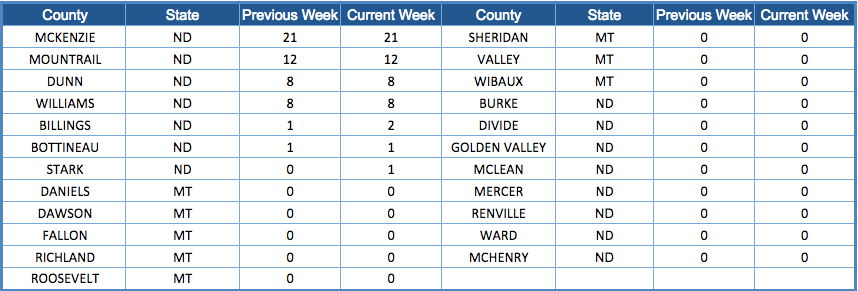 County State Previous Week Current Week County State Previous Week Current Week
MCKENZIE ND 21 21 SHERIDAN MT 0 0
MOUNTRAIL ND 12 12 VALLEY MT 0 0
DUNN ND 8 8 WIBAUX MT 0 0
WILLIAMS ND 8 8 BURKE ND 0 0
BILLINGS ND 1 2 DIVIDE ND 0 0
BOTTINEAU ND 1 1 GOLDEN VALLEY ND 0 0
STARK ND 0 1 MCLEAN ND 0 0
DANIELS MT 0 0 MERCER ND 0 0
DAWSON MT 0 0 RENVILLE ND 0 0
FALLON MT 0 0 WARD ND 0 0
RICHLAND MT 0 0 MCHENRY ND 0 0
ROOSEVELT MT 0 0